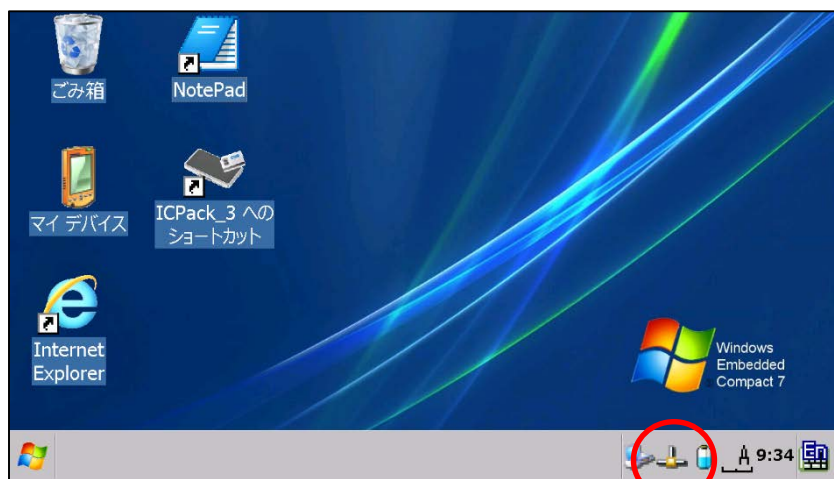 ごみ箱
NotePad
マイ デバイス
ICPack_3 への
ショートカット
Internet
Explorer
Windows
Embedded
Compact 7
A 9:34